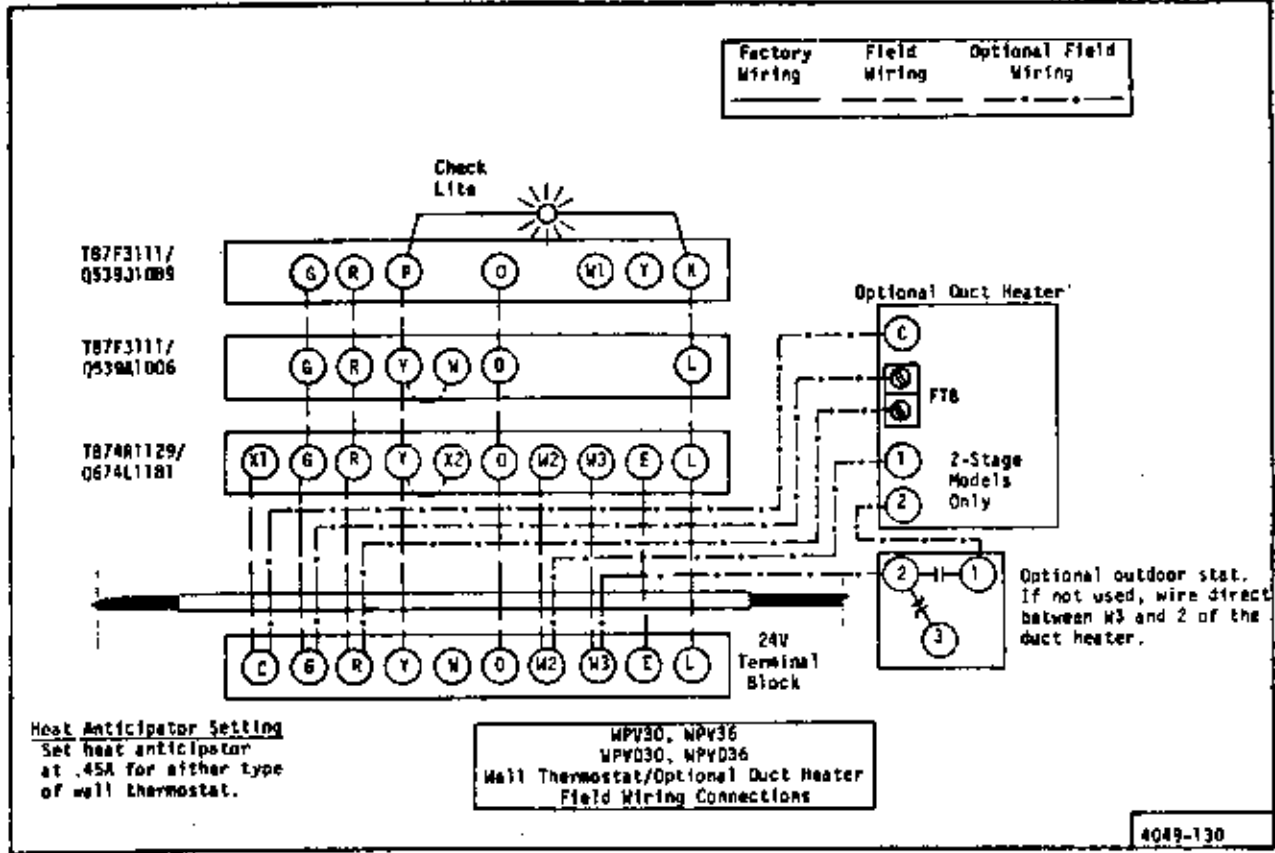 Factory Wiring
Field Wiring
Optional Field Wiring
Check
Lite
T87F3111/
Q539J1089
G R P O W1 Y X
T87F3111/
Q539A1006
G R Y W O L
T874R1129/
Q674L1181
X1 G R Y X2 O W2 W3 E L
Optional Duct Heater
C
FTB
1
2
2-Stage
Models
Only
2 1
3
Optional outdoor stat.
If not used, wire direct
between W3 and 2 of the
duct heater.
C G R Y W O W2 W3 E L
24V
Terminal
Block
Heat Anticipator Setting
Set heat anticipator
at .45A for either type
of wall thermostat.
WPV30, WPV36
WPVD30, WPVD36
Wall Thermostat/Optional Duct Heater
Field Wiring Connections
4049-130